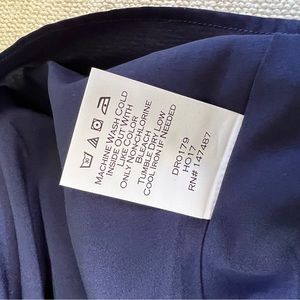 MACHINE WASH COLD
INSIDE OUT WITH
LIKE COLOR
ONLY NON-CHLORINE
BLEACH
TUMBLE DRY LOW
COOL IRON IF NEEDED
DR0179
HO17
RN# 147487